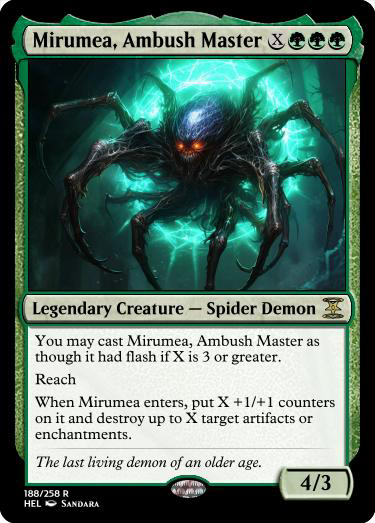 Mirumea, Ambush Master X
Legendary Creature — Spider Demon
You may cast Mirumea, Ambush Master as
though it had flash if X is 3 or greater.
Reach
When Mirumea enters, put X +1/+1 counters
on it and destroy up to X target artifacts or
enchantments.
The last living demon of an older age.
4/3
188/258 R
HEL SANDARA